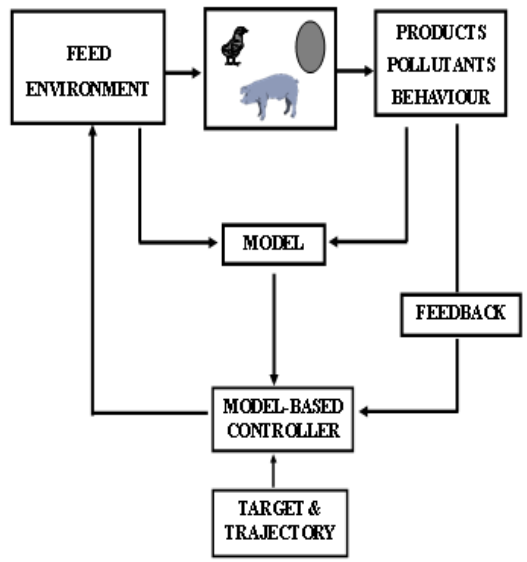 FEED
ENVIRONMENT
PRODUCTS
POLLUTANTS
BEHAVIOUR
MODEL
FEEDBACK
MODEL-BASED
CONTROLLER
TARGET &
TRAJECTORY